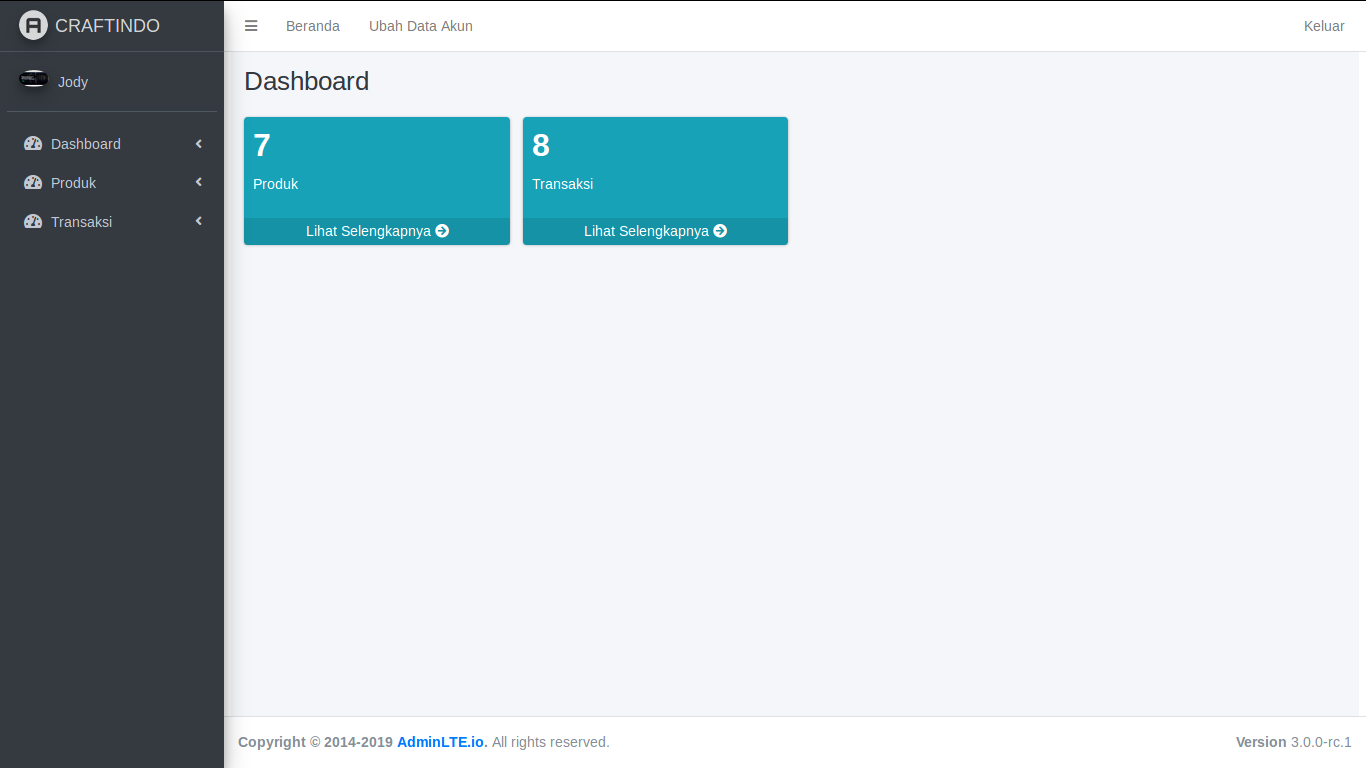 CRAFTINDO
Beranda
Ubah Data Akun
Keluar
Jody
Dashboard
Produk
Transaksi
Dashboard
7
Produk
Lihat Selengkapnya
8
Transaksi
Lihat Selengkapnya
Copyright © 2014-2019 AdminLTE.io. All rights reserved.
Version 3.0.0-rc.1